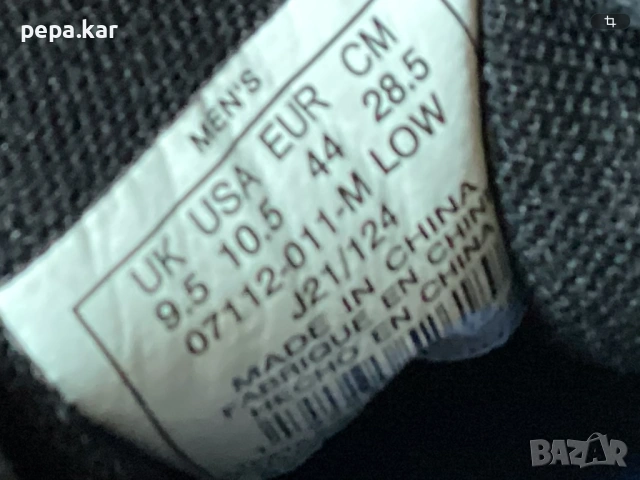 pepa.kar
MEN'S
UK USA EUR CM
9.5 10.5 44 28.5
07112-011-M LOW
J21/124
MADE IN CHINA
FABRIQUE EN CHINE
HECHO EN CHINA
BAZAR